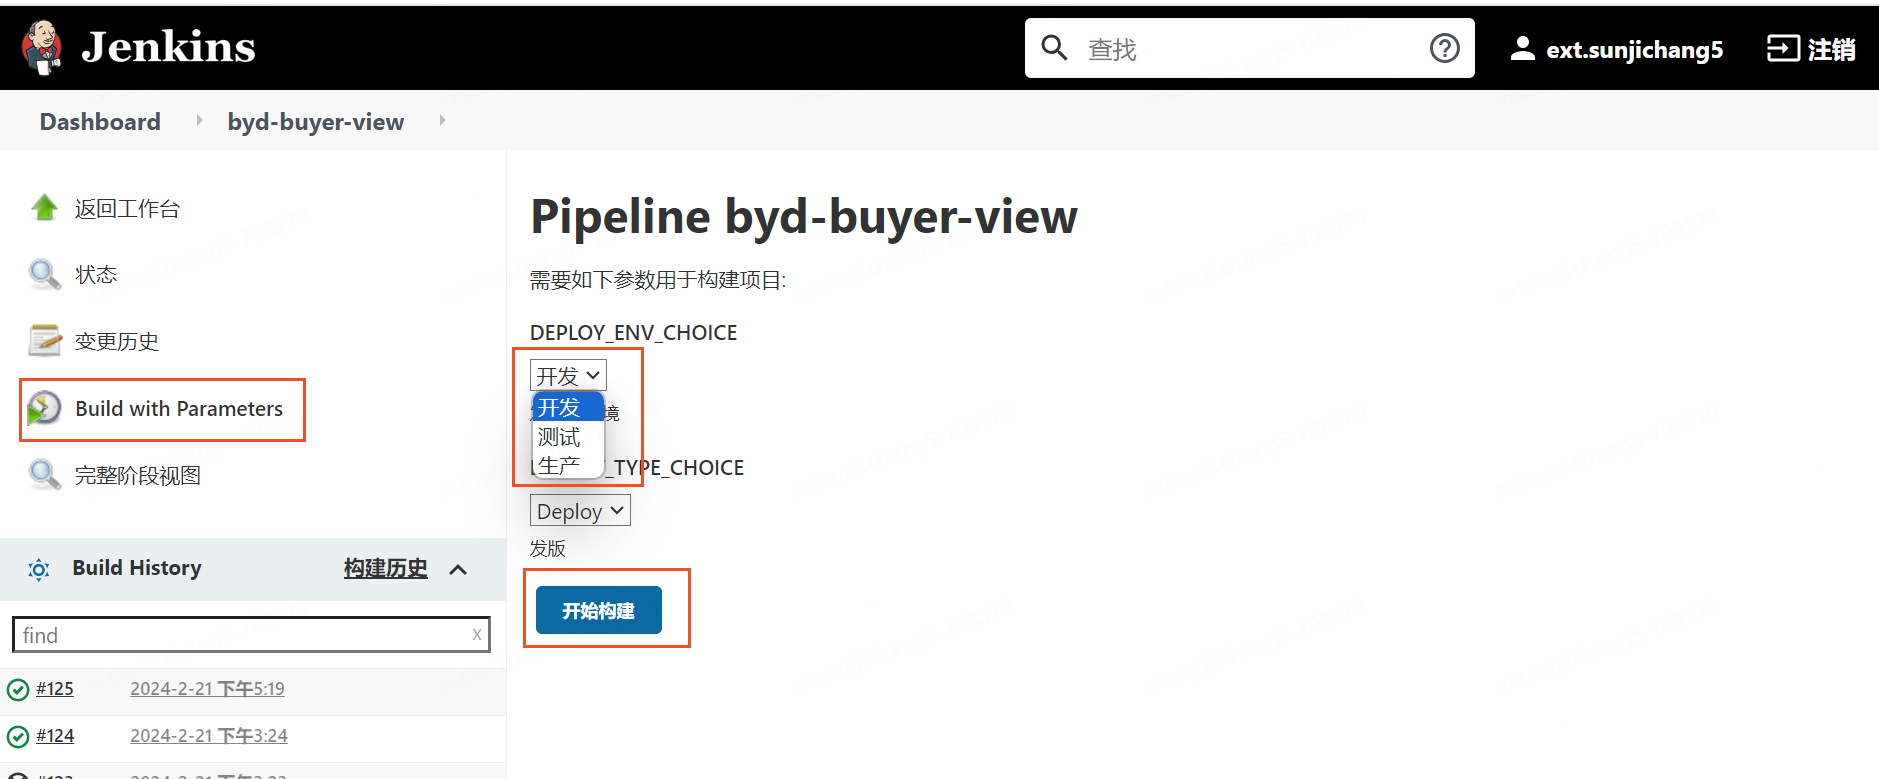 Jenkins
查找
ext.sunjichang5
注销
Dashboard
byd-buyer-view
返回工作台
状态
变更历史
Build with Parameters
完整阶段视图
Build History
构建历史
find
x
#125
2024-2-21 下午5:19
#124
2024-2-21 下午3:24
Pipeline byd-buyer-view
需要如下参数用于构建项目:
DEPLOY_ENV_CHOICE
开发
开发
测试
生产
境
_TYPE_CHOICE
Deploy
发版
开始构建